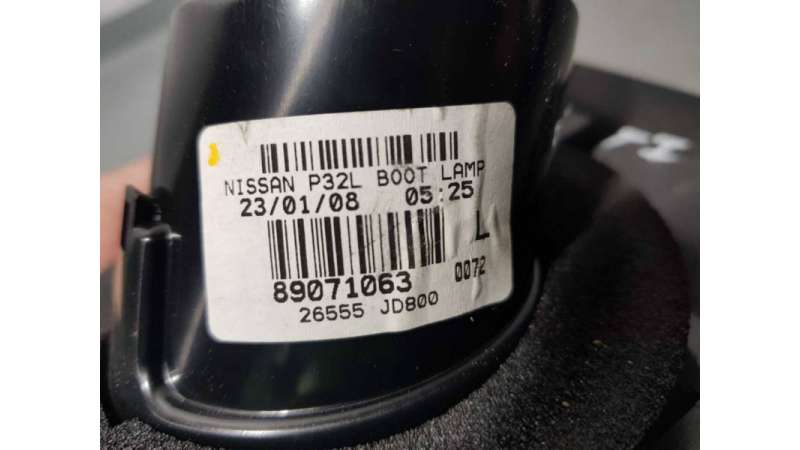 NISSAN P32L BOOT LAMP
23/01/08 05:25
L
89071063 0072
26555 JD800